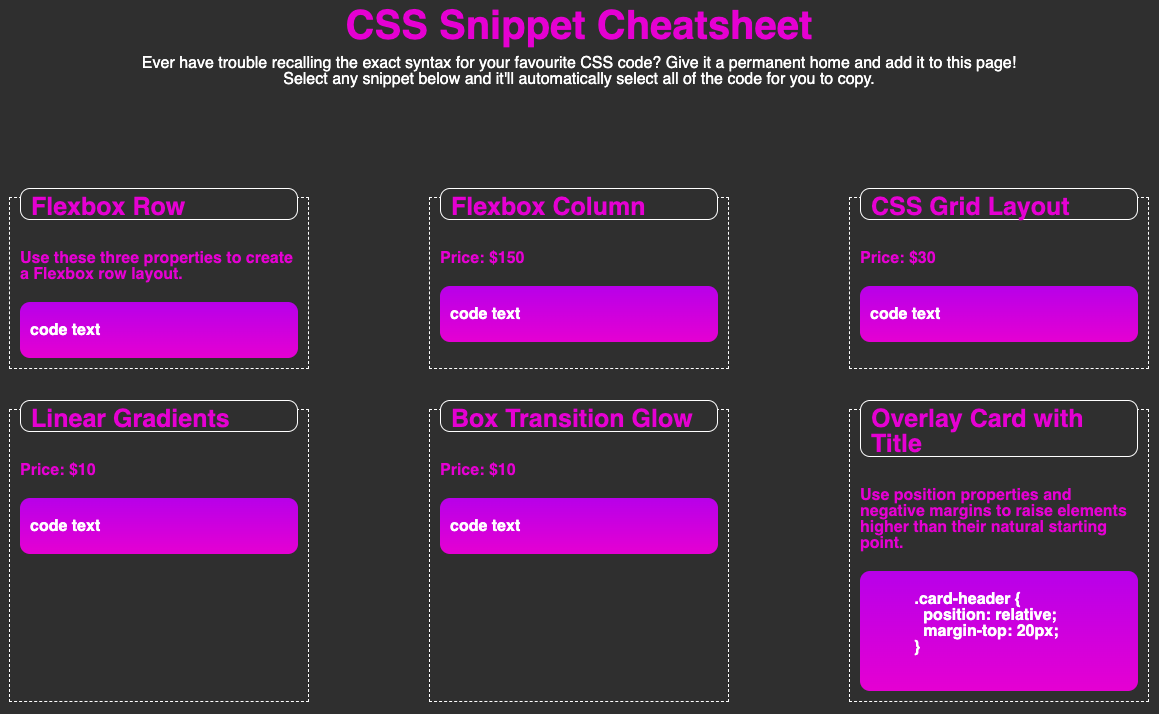 CSS Snippet Cheatsheet
Ever have trouble recalling the exact syntax for your favourite CSS code? Give it a permanent home and add it to this page!
Select any snippet below and it'll automatically select all of the code for you to copy.
Flexbox Row
Use these three properties to create
a Flexbox row layout.
code text
Flexbox Column
Price: $150
code text
CSS Grid Layout
Price: $30
code text
Linear Gradients
Price: $10
code text
Box Transition Glow
Price: $10
code text
Overlay Card with
Title
Use position properties and
negative margins to raise elements
higher than their natural starting
point.
.card-header {
  position: relative;
  margin-top: 20px;
}